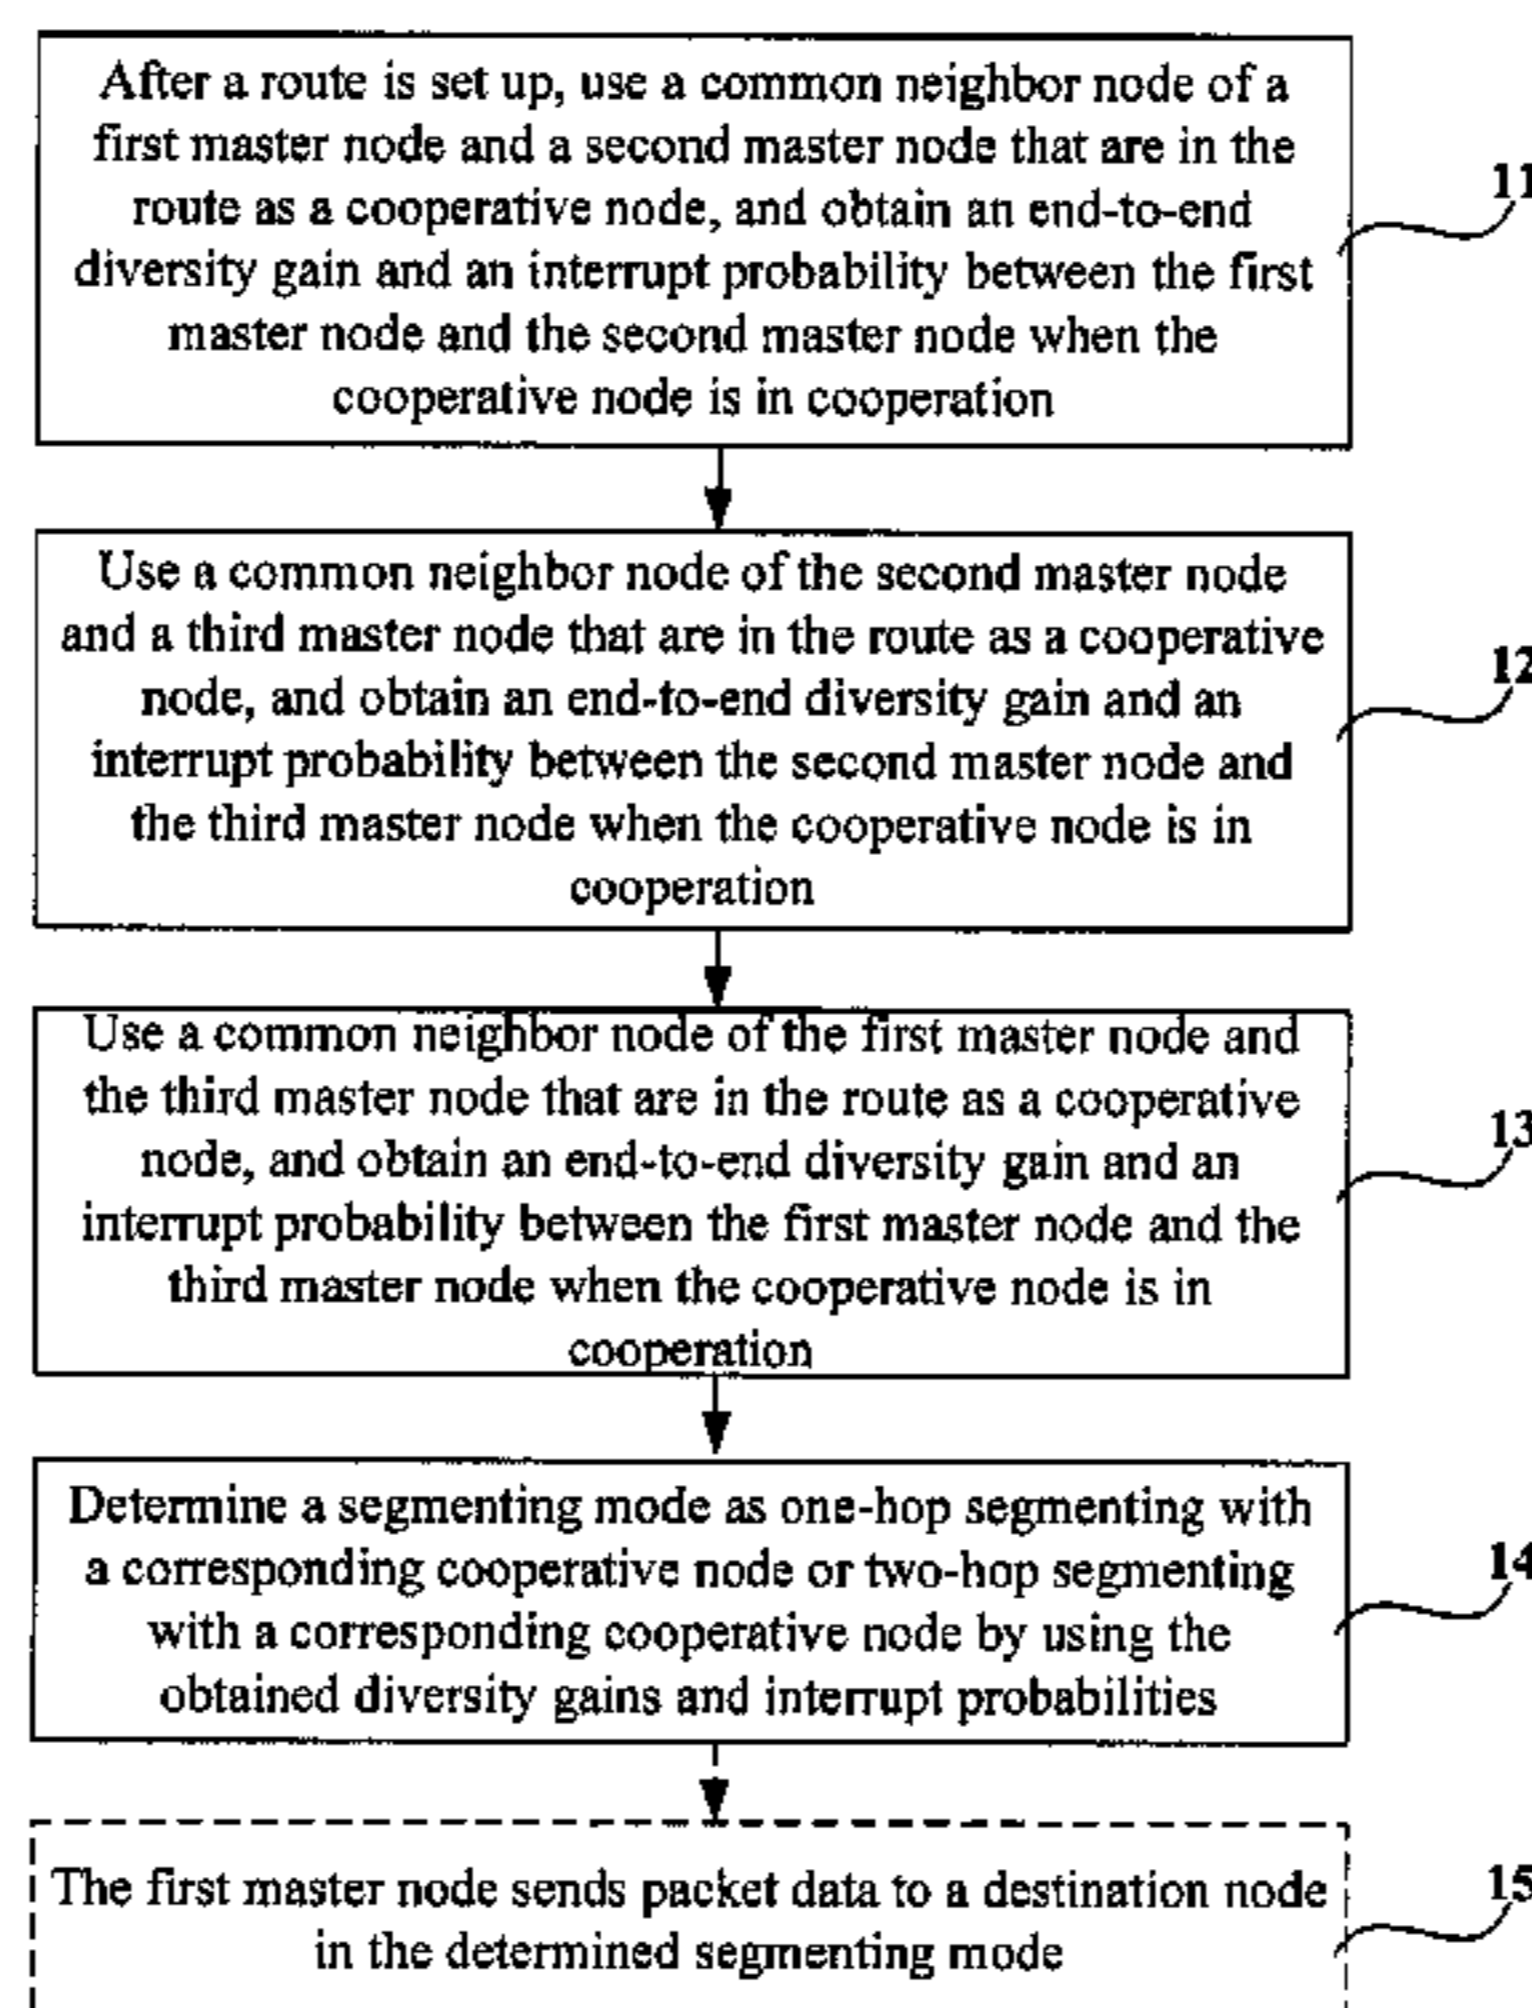 After a route is set up, use a common neighbor node of a
first master node and a second master node that are in the
route as a cooperative node, and obtain an end-to-end
diversity gain and an interrupt probability between the first
master node and the second master node when the
cooperative node is in cooperation
11
Use a common neighbor node of the second master node
and a third master node that are in the route as a cooperative
node, and obtain an end-to-end diversity gain and an
interrupt probability between the second master node and
the third master node when the cooperative node is in
cooperation
12
Use a common neighbor node of the first master node and
the third master node that are in the route as a cooperative
node, and obtain an end-to-end diversity gain and an
interrupt probability between the first master node and the
third master node when the cooperative node is in
cooperation
13
Determine a segmenting mode as one-hop segmenting with
a corresponding cooperative node or two-hop segmenting
with a corresponding cooperative node by using the
obtained diversity gains and interrupt probabilities
14
The first master node sends packet data to a destination node
in the determined segmenting mode
15